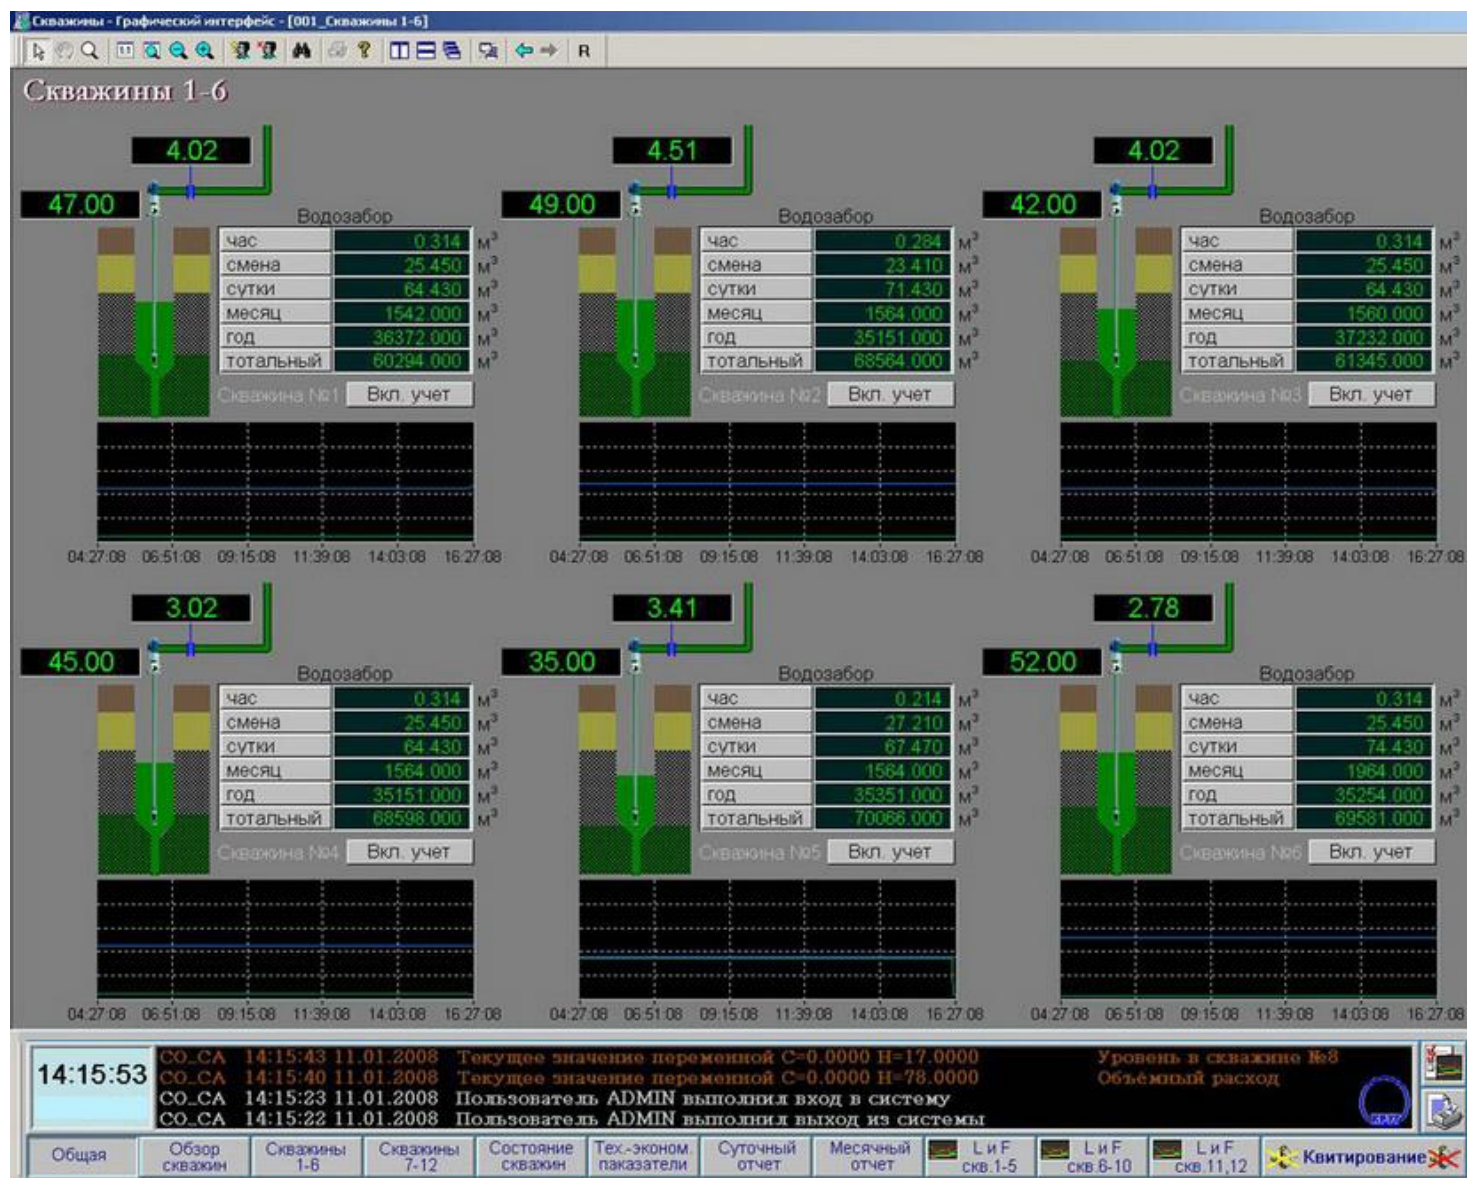 Скважины - Графический интерфейс - [001_Скважины 1-6]
1:1 R
Скважины 1-6
4.02 4.51 4.02
47.00 49.00 42.00
Водозабор Водозабор Водозабор
час 0.314 м³ час 0.284 м³ час 0.314 м³
смена 25.450 м³ смена 23.410 м³ смена 25.450 м³
сутки 64.430 м³ сутки 71.430 м³ сутки 64.430 м³
месяц 1542.000 м³ месяц 1564.000 м³ месяц 1560.000 м³
год 36372.000 м³ год 35151.000 м³ год 37232.000 м³
тотальный 60294.000 м³ тотальный 68564.000 м³ тотальный 61345.000 м³
Скважина №1 Вкл. учет Скважина №2 Вкл. учет Скважина №3 Вкл. учет
04:27:08 06:51:08 09:15:08 11:39:08 14:03:08 16:27:08 04:27:08 06:51:08 09:15:08 11:39:08 14:03:08 16:27:08 04:27:08 06:51:08 09:15:08 11:39:08 14:03:08 16:27:08
3.02 3.41 2.78
45.00 35.00 52.00
Водозабор Водозабор Водозабор
час 0.314 м³ час 0.214 м³ час 0.314 м³
смена 25.450 м³ смена 27.210 м³ смена 25.450 м³
сутки 64.430 м³ сутки 67.470 м³ сутки 74.430 м³
месяц 1564.000 м³ месяц 1564.000 м³ месяц 1964.000 м³
год 35151.000 м³ год 35351.000 м³ год 35254.000 м³
тотальный 68598.000 м³ тотальный 70066.000 м³ тотальный 69581.000 м³
Скважина №4 Вкл. учет Скважина №5 Вкл. учет Скважина №6 Вкл. учет
04:27:08 06:51:08 09:15:08 11:39:08 14:03:08 16:27:08 04:27:08 06:51:08 09:15:08 11:39:08 14:03:08 16:27:08 04:27:08 06:51:08 09:15:08 11:39:08 14:03:08 16:27:08
14:15:53
CO_CA 14:15:43 11.01.2008 Текущее значение переменной С=0.0000 Н=17.0000 Уровень в скважине №8
CO_CA 14:15:40 11.01.2008 Текущее значение переменной С=0.0000 Н=78.0000 Объёмный расход
CO_CA 14:15:23 11.01.2008 Пользователь ADMIN выполнил вход в систему
CO_CA 14:15:22 11.01.2008 Пользователь ADMIN выполнил выход из системы
КРУГ
Общая
Обзор
скважин
Скважины
1-6
Скважины
7-12
Состояние
скважин
Тех.-эконом.
паказатели
Суточный
отчет
Месячный
отчет
L и F
скв.1-5
L и F
скв.6-10
L и F
скв.11,12
Квитирование